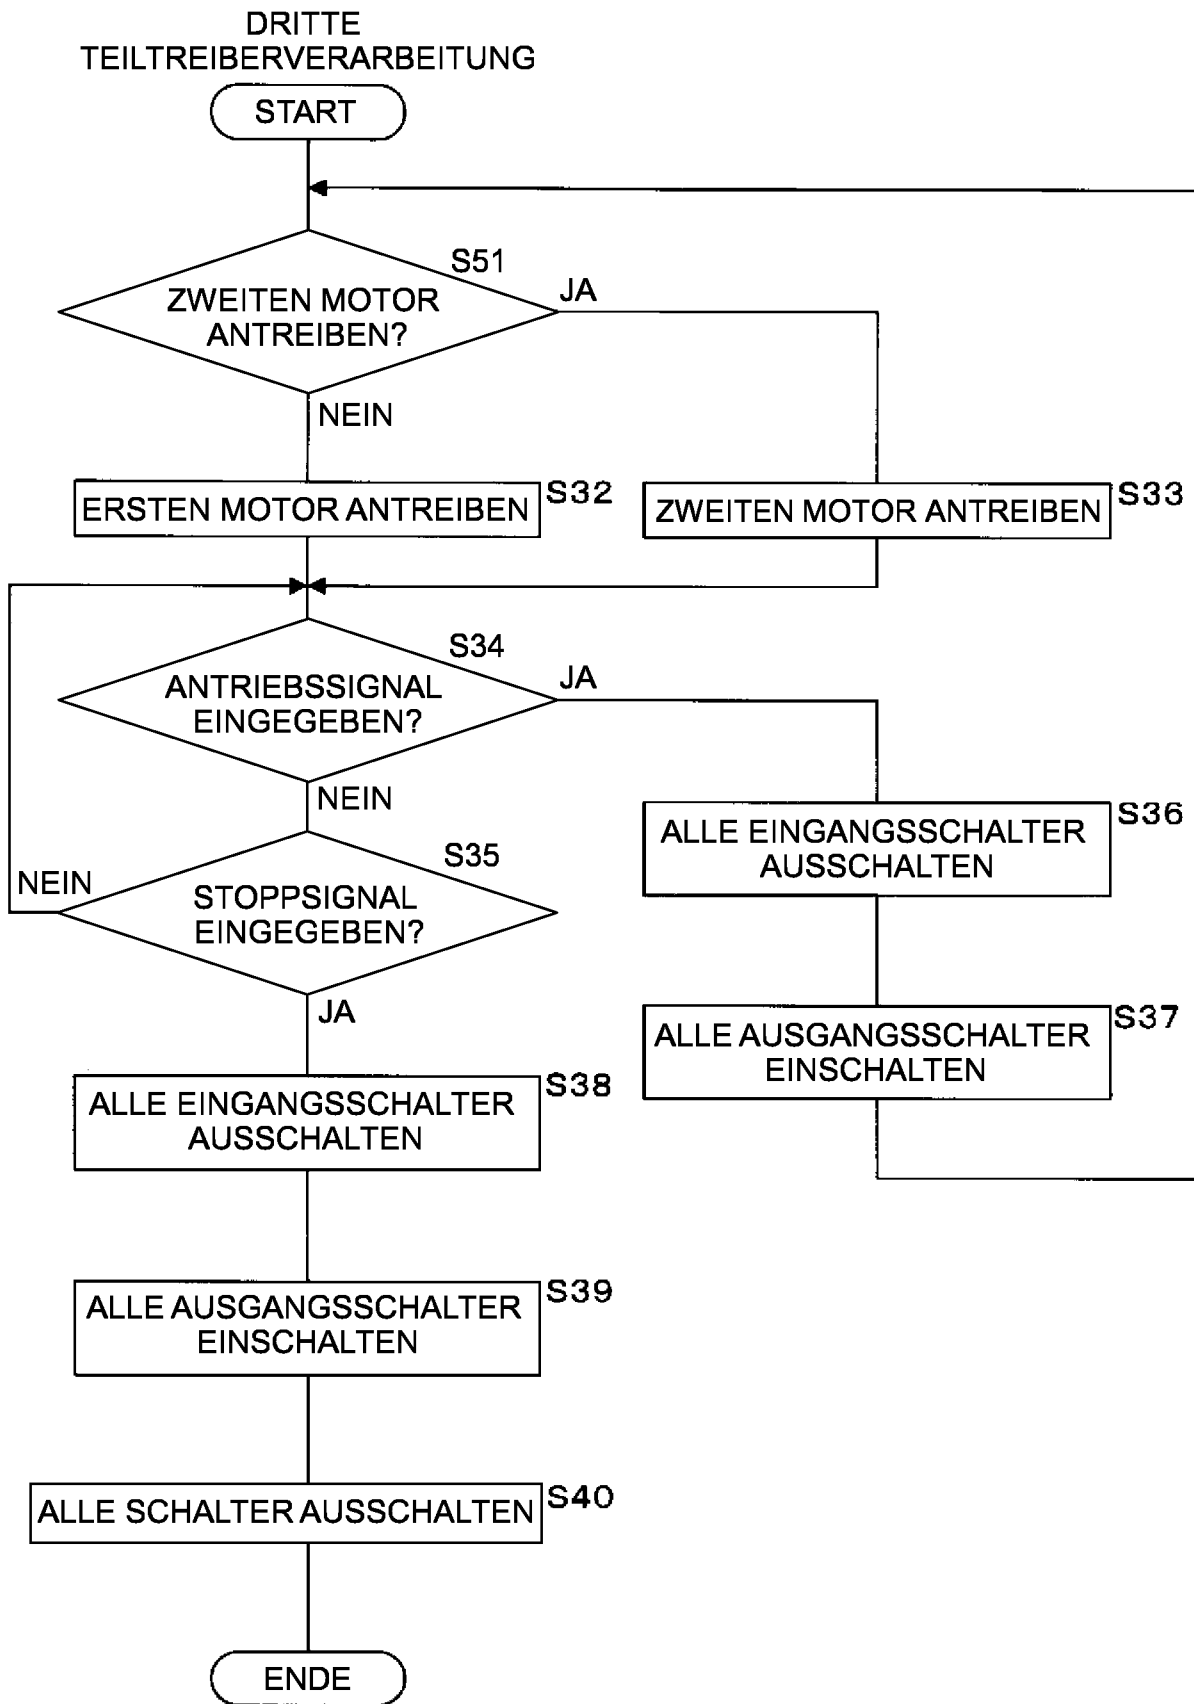 DRITTE
TEILTREIBERVERARBEITUNG
START
S51
ZWEITEN MOTOR
ANTREIBEN?
JA
NEIN
ERSTEN MOTOR ANTREIBEN
S32
ZWEITEN MOTOR ANTREIBEN
S33
S34
ANTRIEBSSIGNAL
EINGEGEBEN?
JA
NEIN
S35
STOPPSIGNAL
EINGEGEBEN?
NEIN
JA
ALLE EINGANGSSCHALTER
AUSSCHALTEN
S36
ALLE AUSGANGSSCHALTER
EINSCHALTEN
S37
ALLE EINGANGSSCHALTER
AUSSCHALTEN
S38
ALLE AUSGANGSSCHALTER
EINSCHALTEN
S39
ALLE SCHALTER AUSSCHALTEN
S40
ENDE